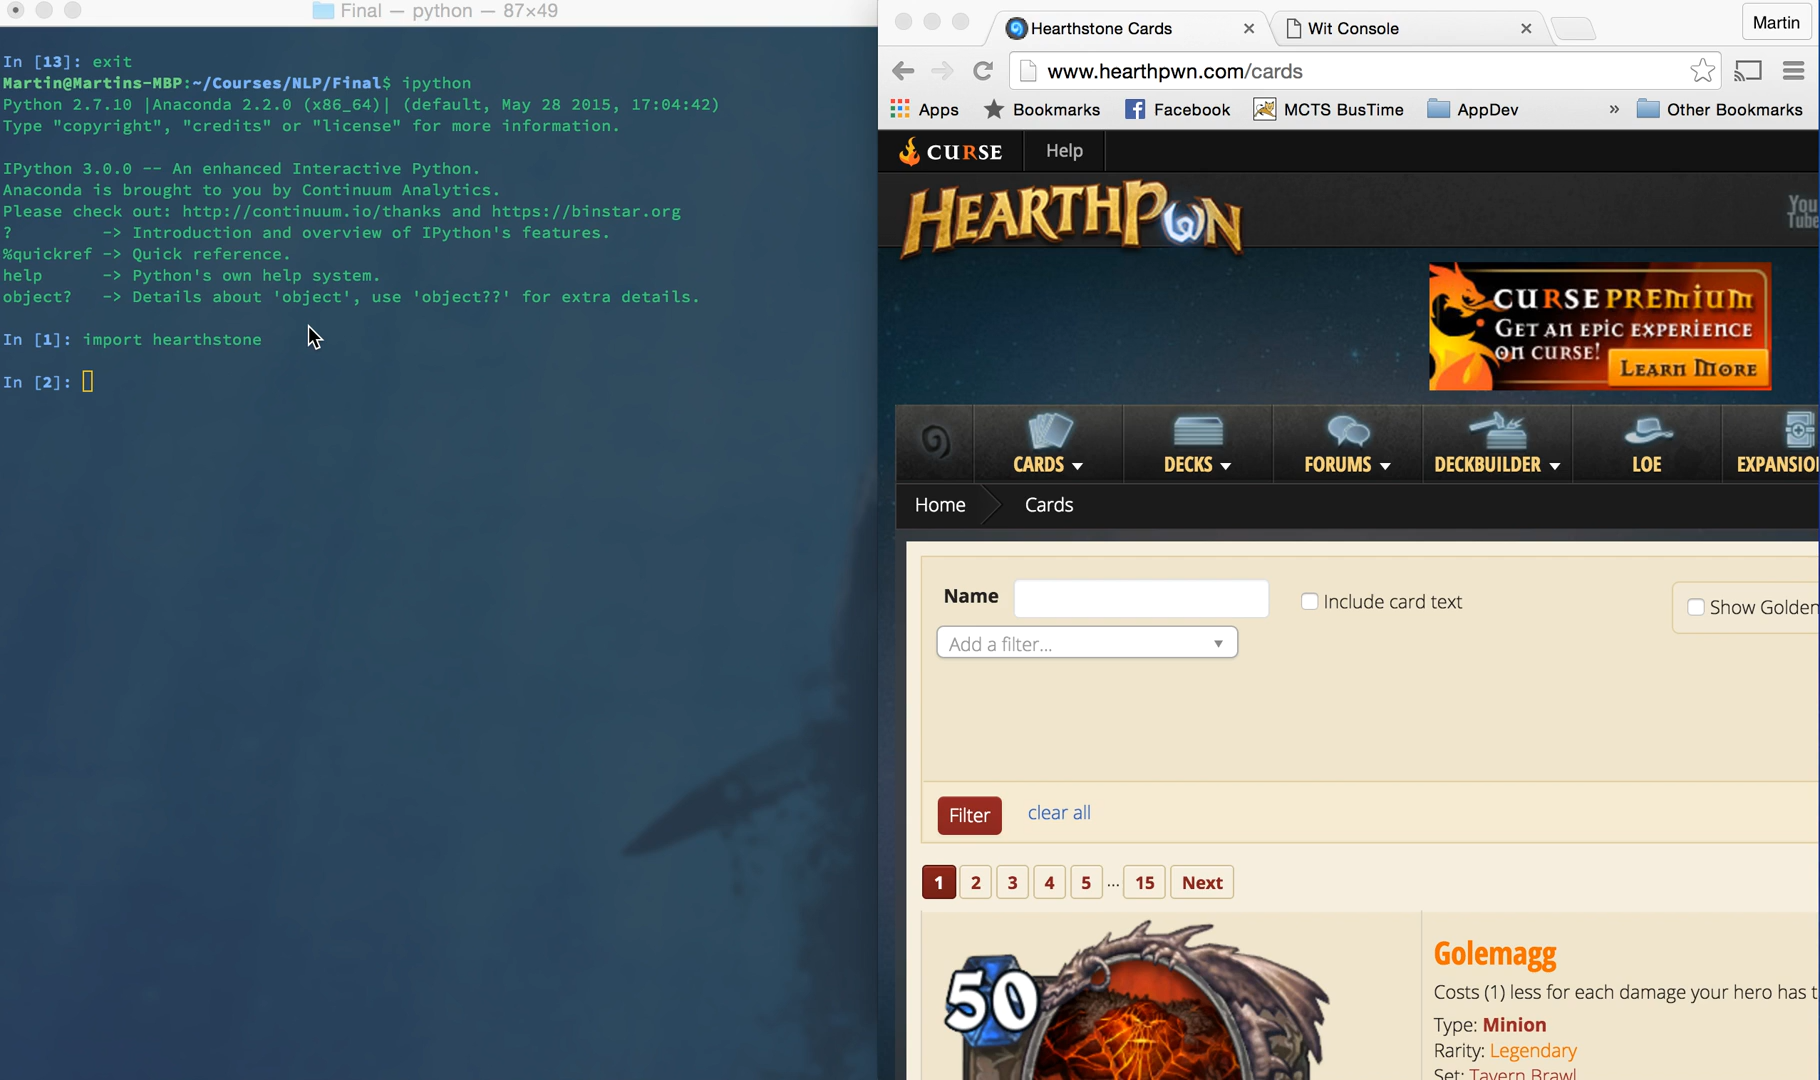 Final — python — 87×49
In [13]: exit
Martin@Martins-MBP:~/Courses/NLP/Final$ ipython
Python 2.7.10 |Anaconda 2.2.0 (x86_64)| (default, May 28 2015, 17:04:42)
Type "copyright", "credits" or "license" for more information.
IPython 3.0.0 -- An enhanced Interactive Python.
Anaconda is brought to you by Continuum Analytics.
Please check out: http://continuum.io/thanks and https://binstar.org
?         -> Introduction and overview of IPython's features.
%quickref -> Quick reference.
help      -> Python's own help system.
object?   -> Details about 'object', use 'object??' for extra details.
In [1]: import hearthstone
In [2]:
Hearthstone Cards
Wit Console
Martin
www.hearthpwn.com/cards
Apps Bookmarks Facebook MCTS BusTime AppDev » Other Bookmarks
CURSE Help
HEARTHPWN
You
Tube
CURSE PREMIUM
GET AN EPIC EXPERIENCE
ON CURSE!
LEARN MORE
CARDS DECKS FORUMS DECKBUILDER LOE EXPANSIO
Home Cards
Name
Include card text
Show Golden
Add a filter...
Filter clear all
1 2 3 4 5 ... 15 Next
50
Golemagg
Costs (1) less for each damage your hero has t
Type: Minion
Rarity: Legendary
Set: Tavern Brawl